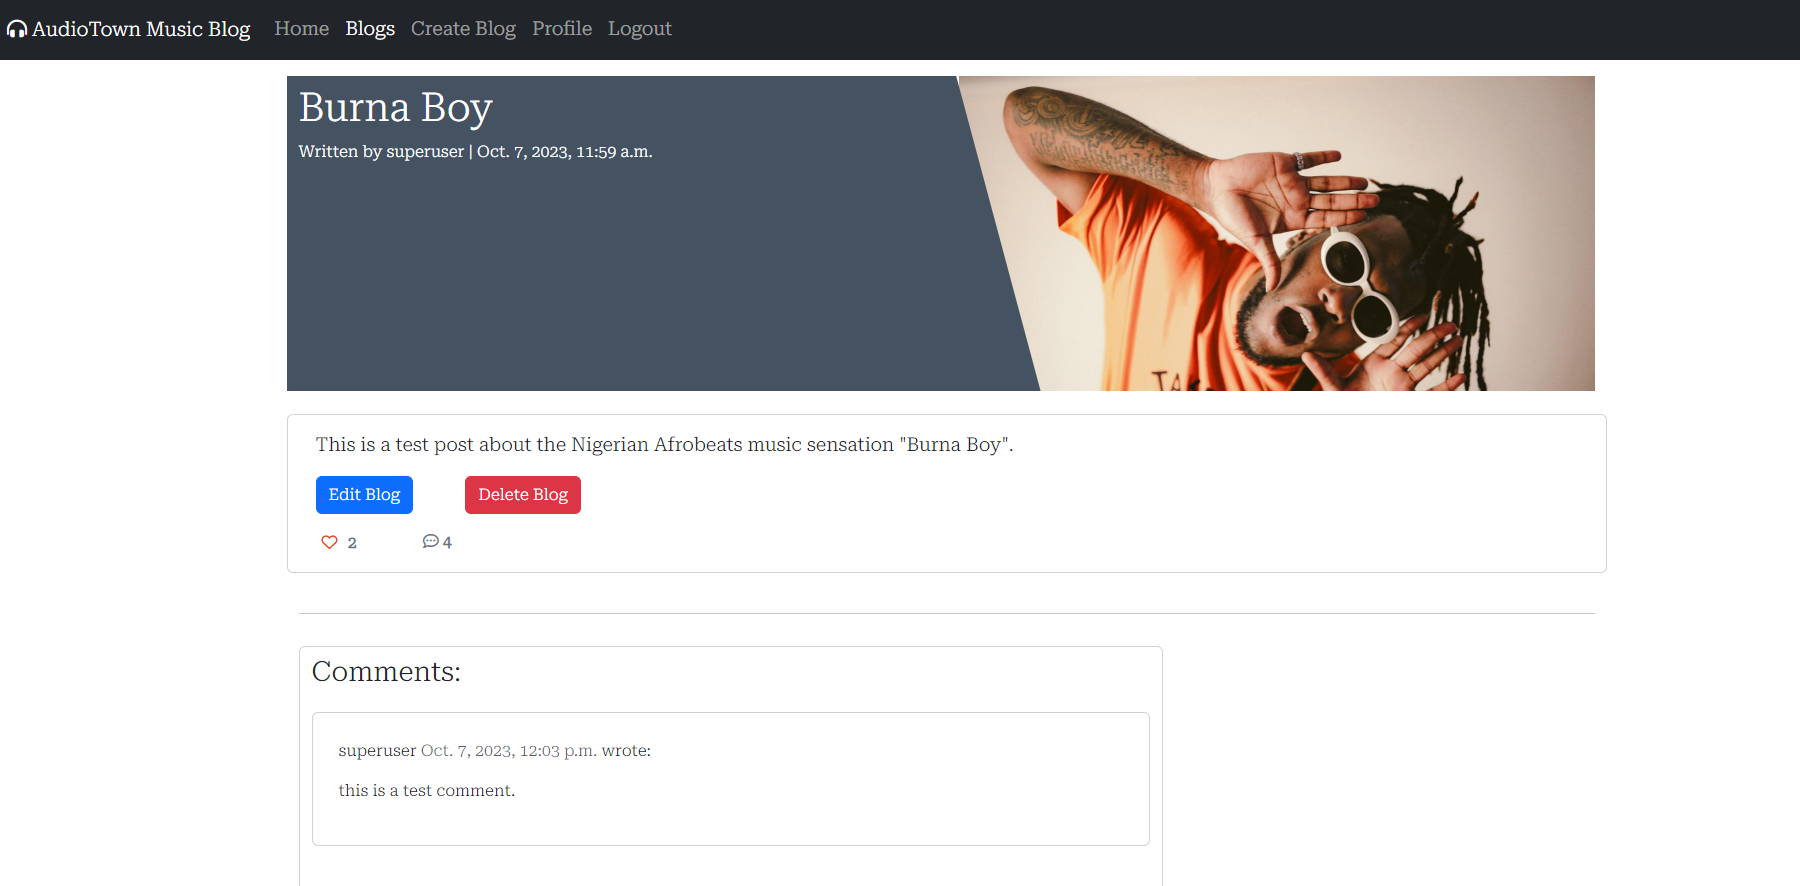 AudioTown Music Blog Home Blogs Create Blog Profile Logout
Burna Boy
Written by superuser | Oct. 7, 2023, 11:59 a.m.
This is a test post about the Nigerian Afrobeats music sensation "Burna Boy".
Edit Blog Delete Blog
2 4
Comments:
superuser Oct. 7, 2023, 12:03 p.m. wrote:
this is a test comment.